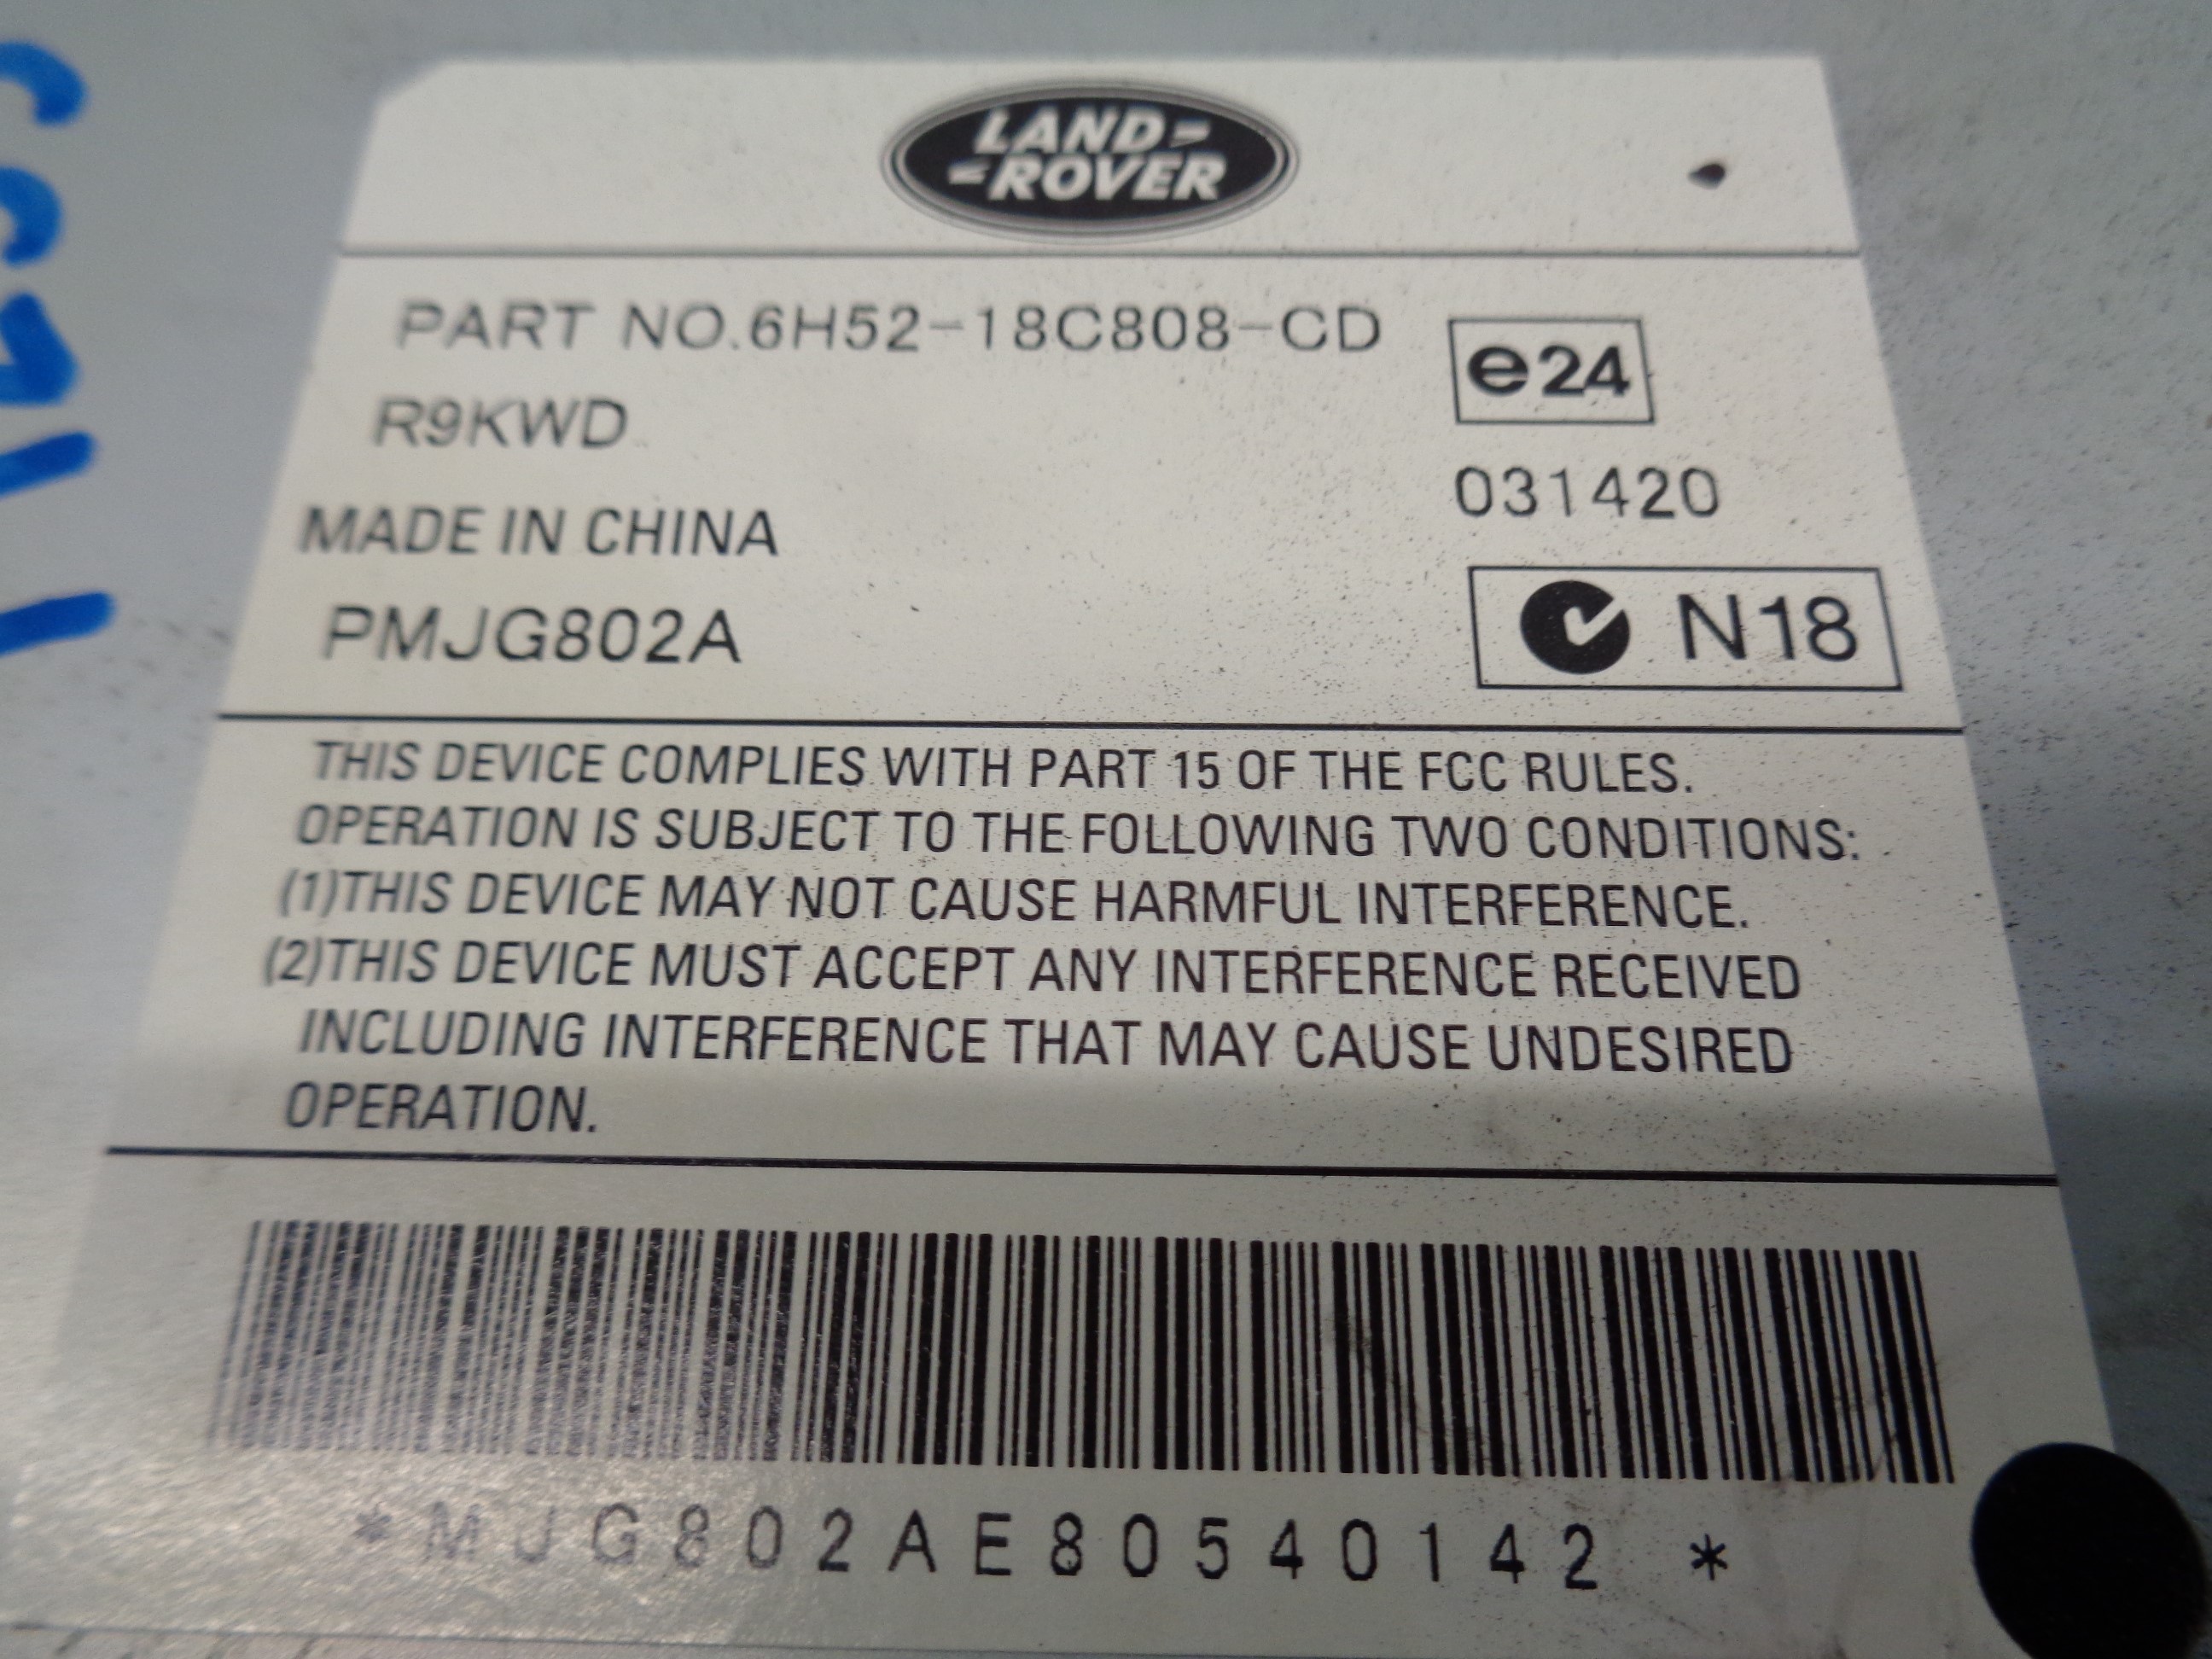 LAND
ROVER
PART NO.6H52-18C808-CD
e24
R9KWD
031420
MADE IN CHINA
N18
PMJG802A
THIS DEVICE COMPLIES WITH PART 15 OF THE FCC RULES.
OPERATION IS SUBJECT TO THE FOLLOWING TWO CONDITIONS:
(1)THIS DEVICE MAY NOT CAUSE HARMFUL INTERFERENCE.
(2)THIS DEVICE MUST ACCEPT ANY INTERFERENCE RECEIVED
INCLUDING INTERFERENCE THAT MAY CAUSE UNDESIRED
OPERATION.
*MJG802AE80540142 *